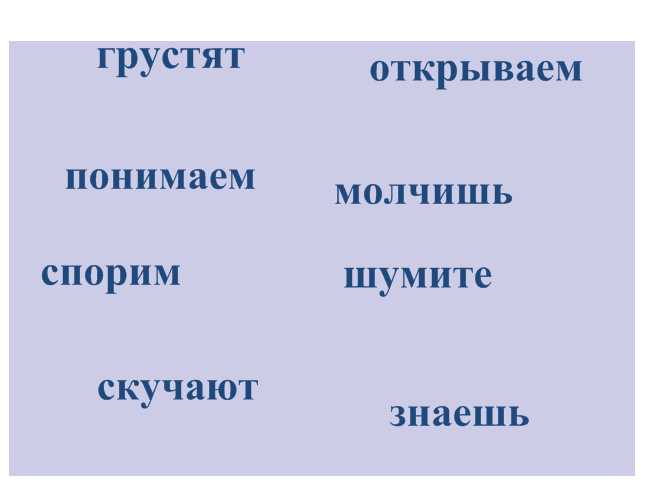 грустят
открываем
понимаем
молчишь
спорим
шумите
скучают
знаешь